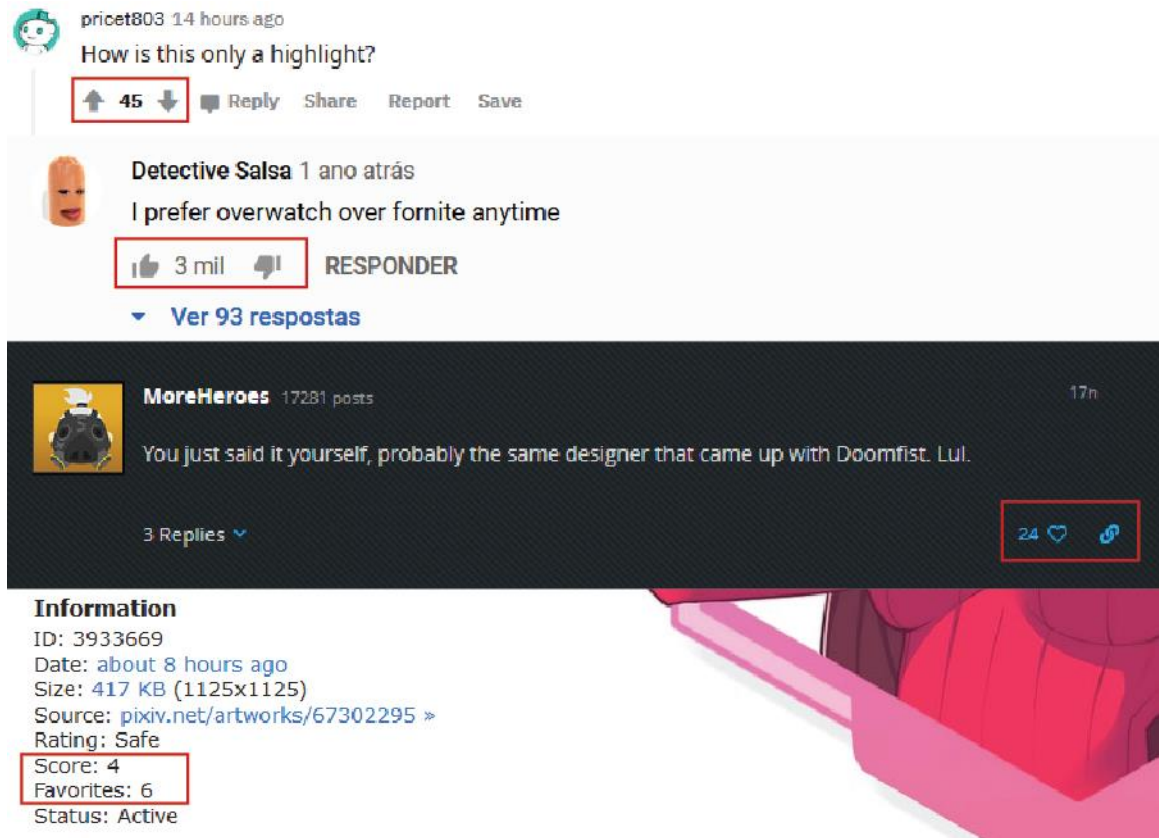 pricet803 14 hours ago
How is this only a highlight?
45 Reply Share Report Save
Detective Salsa 1 ano atrás
I prefer overwatch over fornite anytime
3 mil RESPONDER
Ver 93 respostas
MoreHeroes 17281 posts 17h
You just said it yourself, probably the same designer that came up with Doomfist. Lul.
3 Replies 24
Information
ID: 3933669
Date: about 8 hours ago
Size: 417 KB (1125x1125)
Source: pixiv.net/artworks/67302295 »
Rating: Safe
Score: 4
Favorites: 6
Status: Active